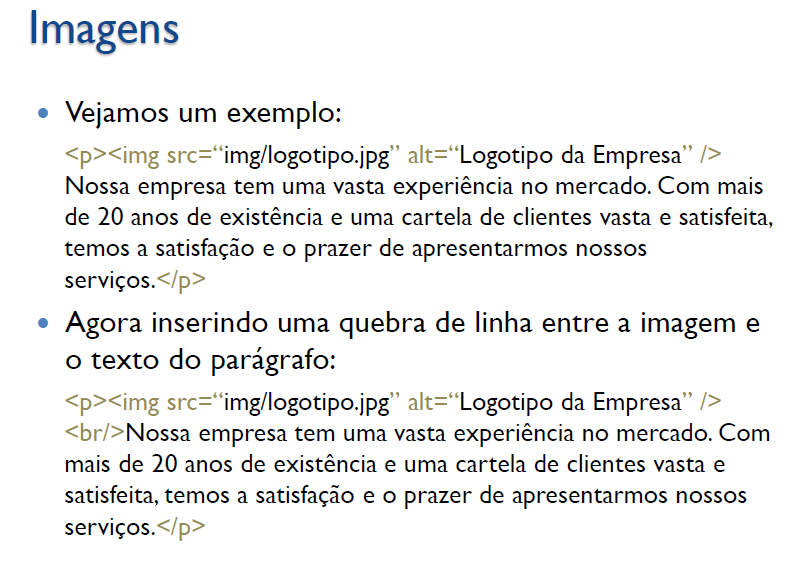 Imagens
• Vejamos um exemplo:
<p><img src=“img/logotipo.jpg” alt=“Logotipo da Empresa” />
Nossa empresa tem uma vasta experiência no mercado. Com mais
de 20 anos de existência e uma cartela de clientes vasta e satisfeita,
temos a satisfação e o prazer de apresentarmos nossos
serviços.</p>
• Agora inserindo uma quebra de linha entre a imagem e
o texto do parágrafo:
<p><img src=“img/logotipo.jpg” alt=“Logotipo da Empresa” />
<br/>Nossa empresa tem uma vasta experiência no mercado. Com
mais de 20 anos de existência e uma cartela de clientes vasta e
satisfeita, temos a satisfação e o prazer de apresentarmos nossos
serviços.</p>